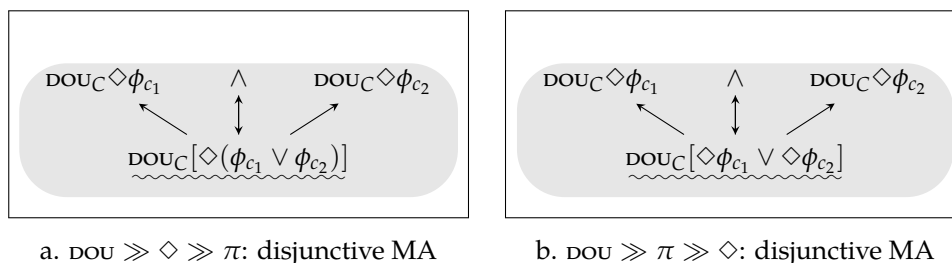 DOU_C◇ϕ_{c_1} ∧ DOU_C◇ϕ_{c_2} DOU_C◇ϕ_{c_1} ∧ DOU_C◇ϕ_{c_2}
DOU_C[◇(ϕ_{c_1} ∨ ϕ_{c_2})] DOU_C[◇ϕ_{c_1} ∨ ◇ϕ_{c_2}]
a. DOU ≫ ◇ ≫ π: disjunctive MA b. DOU ≫ π ≫ ◇: disjunctive MA